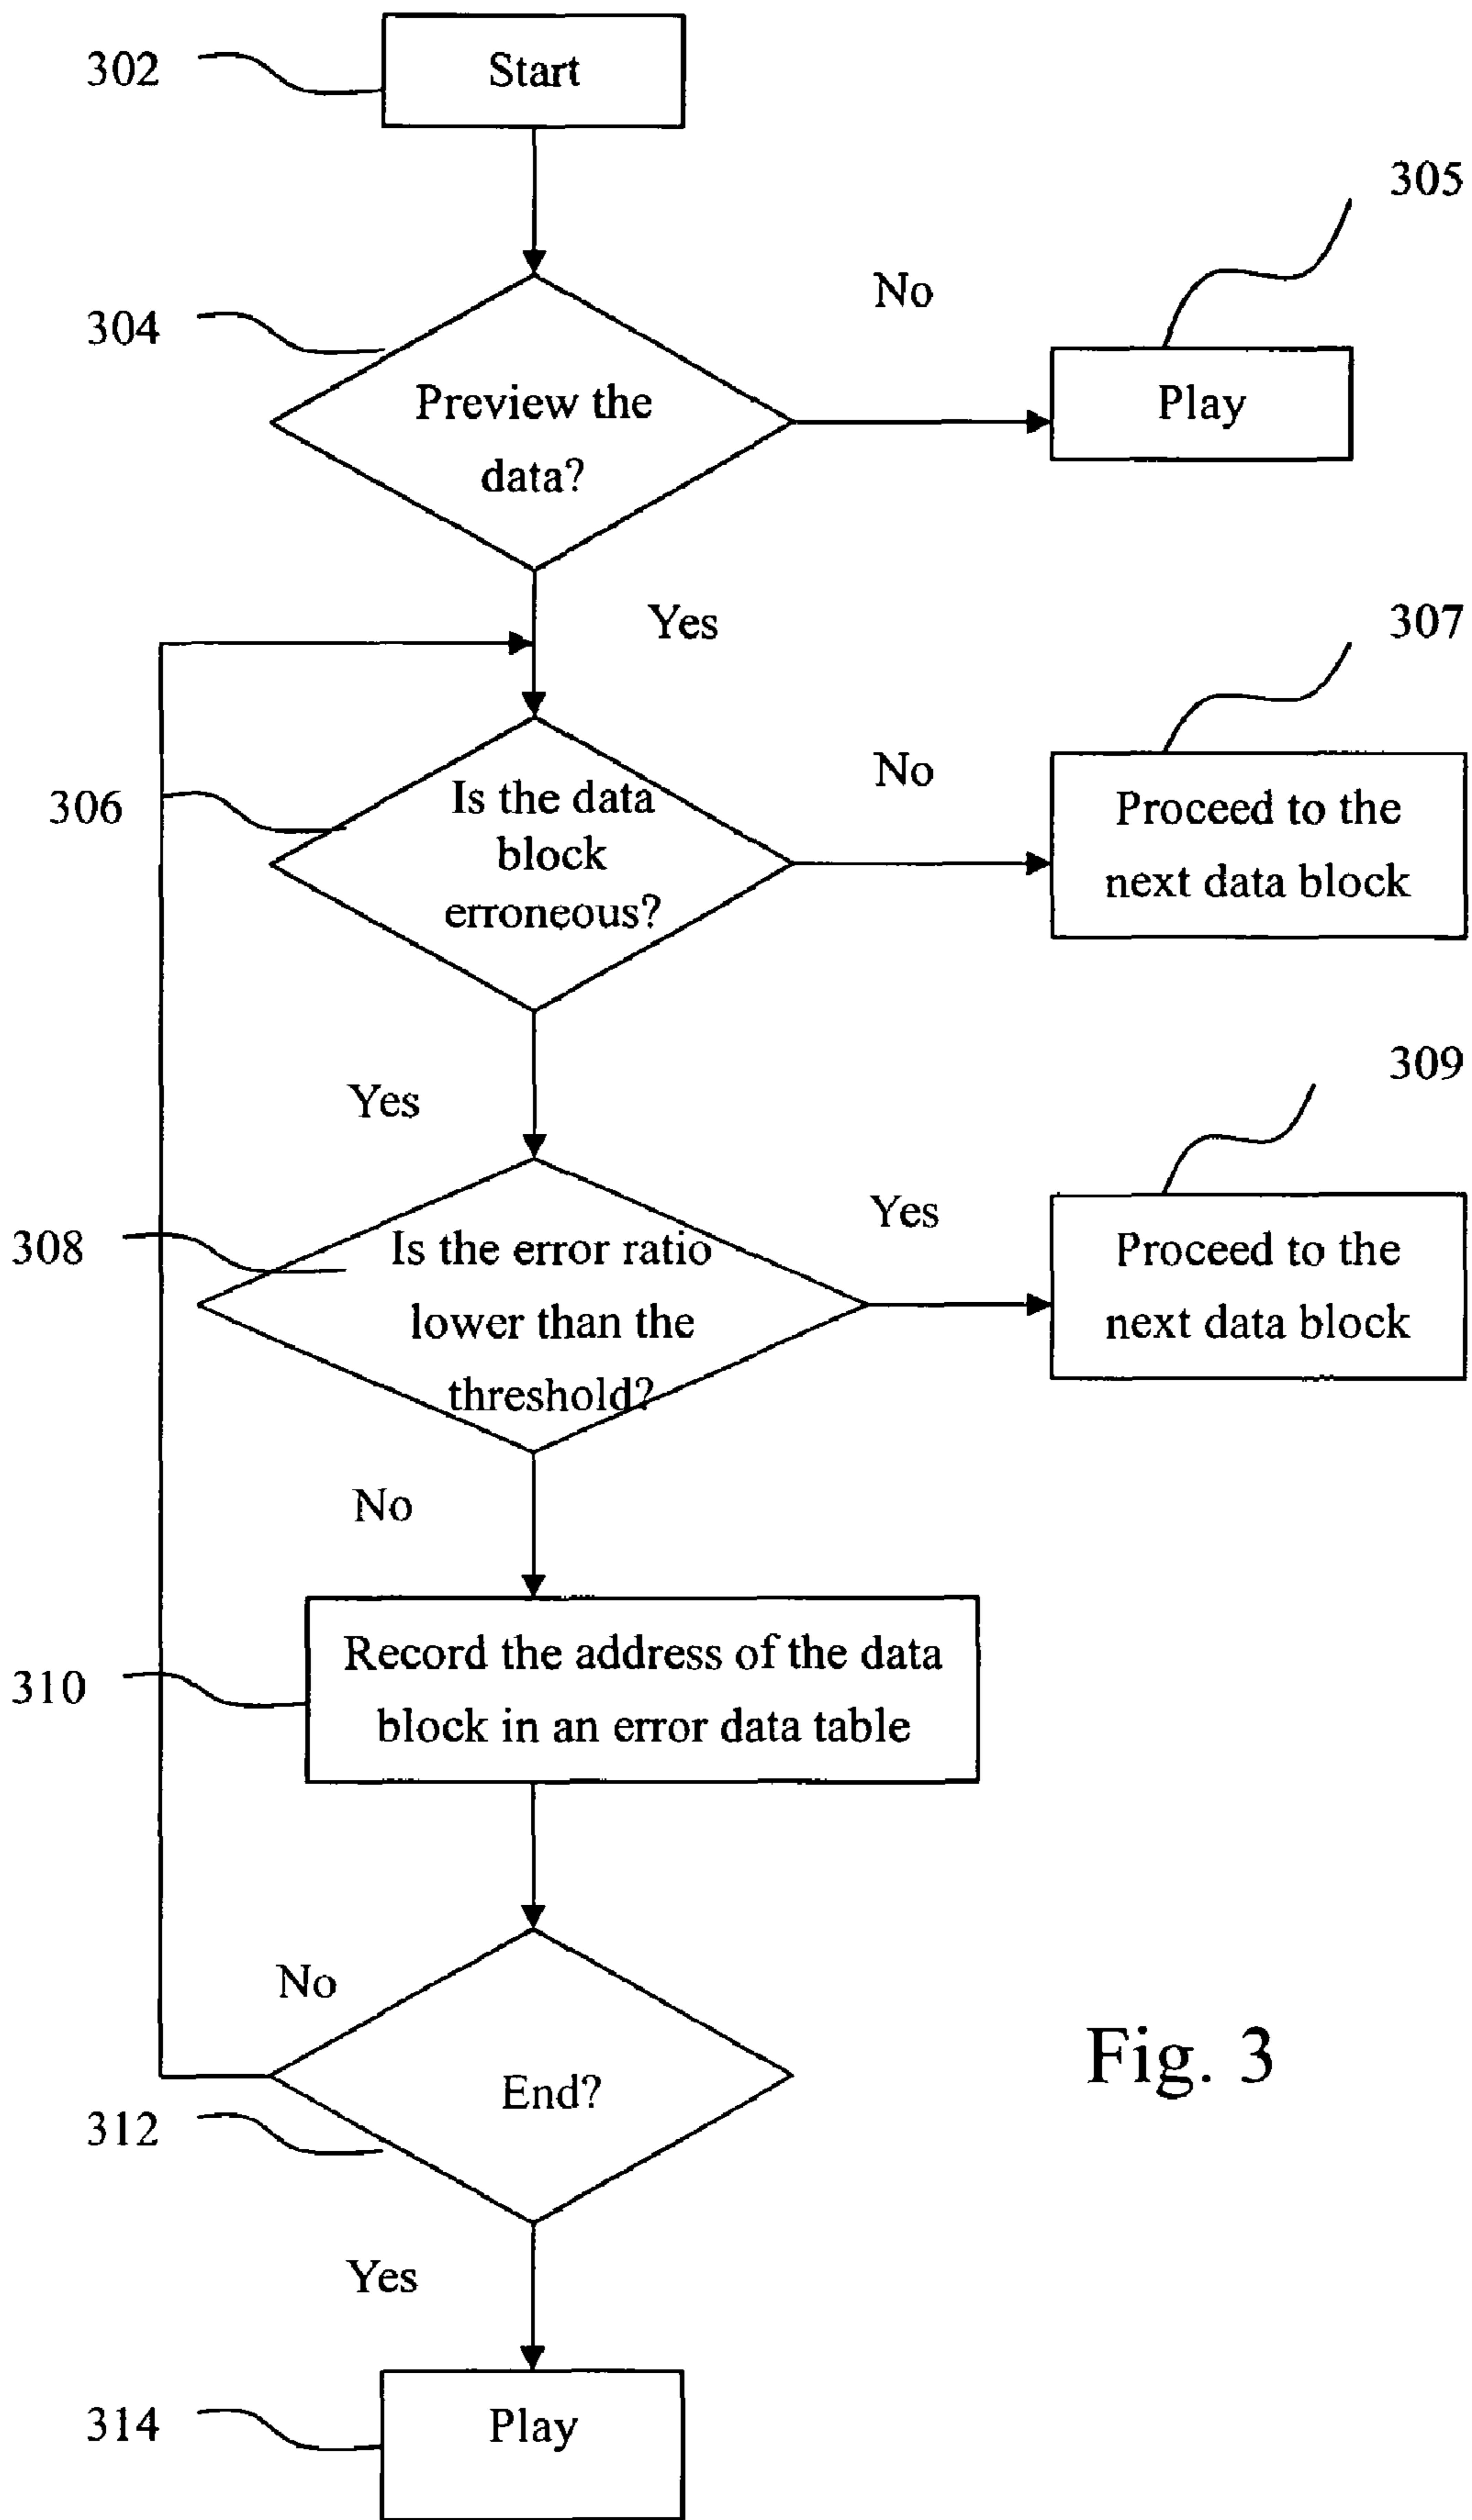 302
Start
305
304
No
Preview the
data?
Play
Yes
307
306
Is the data
block
erroneous?
No
Proceed to the
next data block
309
Yes
308
Is the error ratio
lower than the
threshold?
Yes
Proceed to the
next data block
No
310
Record the address of the data
block in an error data table
No
End?
312
Fig. 3
Yes
314
Play